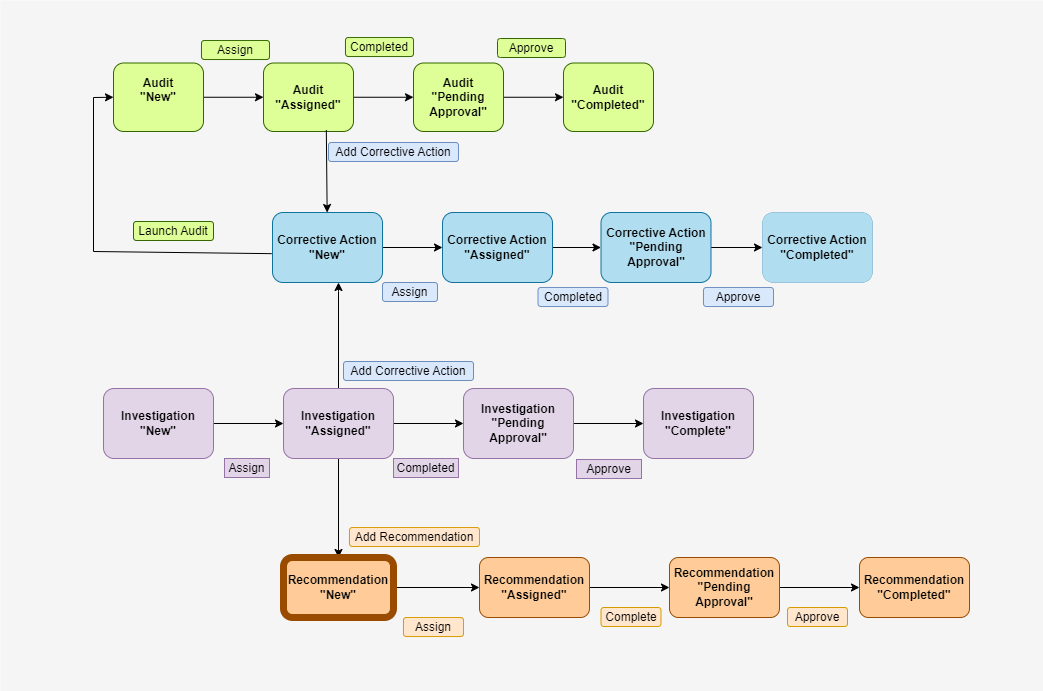 Assign
Completed
Approve
Audit
"New"
Audit
"Assigned"
Audit
"Pending
Approval"
Audit
"Completed"
Add Corrective Action
Launch Audit
Corrective Action
"New"
Corrective Action
"Assigned"
Corrective Action
"Pending
Approval"
Corrective Action
"Completed"
Assign
Completed
Approve
Add Corrective Action
Investigation
"New"
Investigation
"Assigned"
Investigation
"Pending
Approval"
Investigation
"Complete"
Assign
Completed
Approve
Add Recommendation
Recommendation
"New"
Recommendation
"Assigned"
Recommendation
"Pending
Approval"
Recommendation
"Completed"
Assign
Complete
Approve